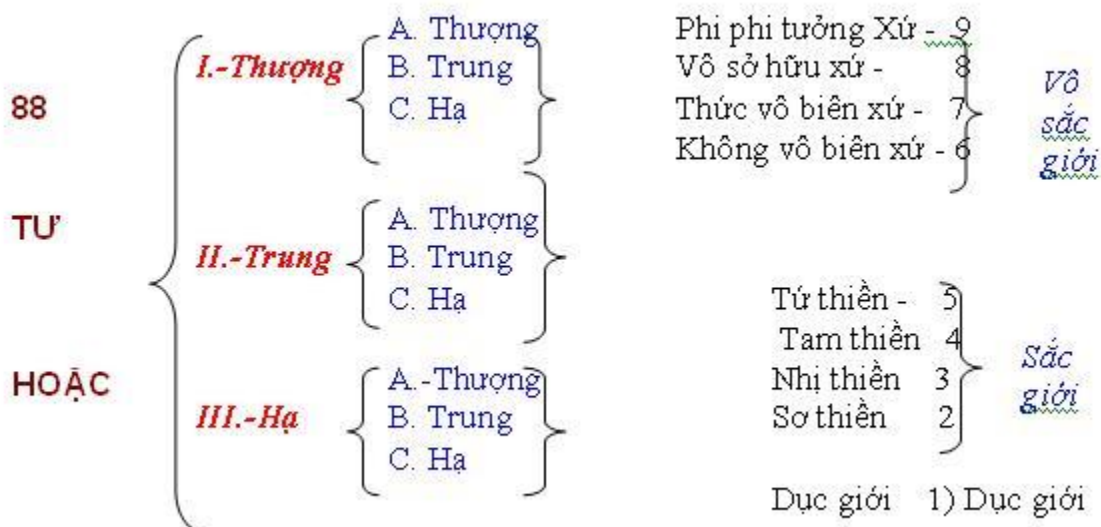 88
TƯ
HOẶC
I.-Thượng
A. Thượng
B. Trung
C. Hạ
II.-Trung
A. Thượng
B. Trung
C. Hạ
III.-Hạ
A.-Thượng
B. Trung
C. Hạ
Phi phi tưởng Xứ - 9
Vô sở hữu xứ - 8
Thức vô biên xứ - 7
Không vô biên xứ - 6
Vô
sắc
giới
Tứ thiền - 5
Tam thiền 4
Nhị thiền 3
Sơ thiền 2
Sắc
giới
Dục giới 1) Dục giới